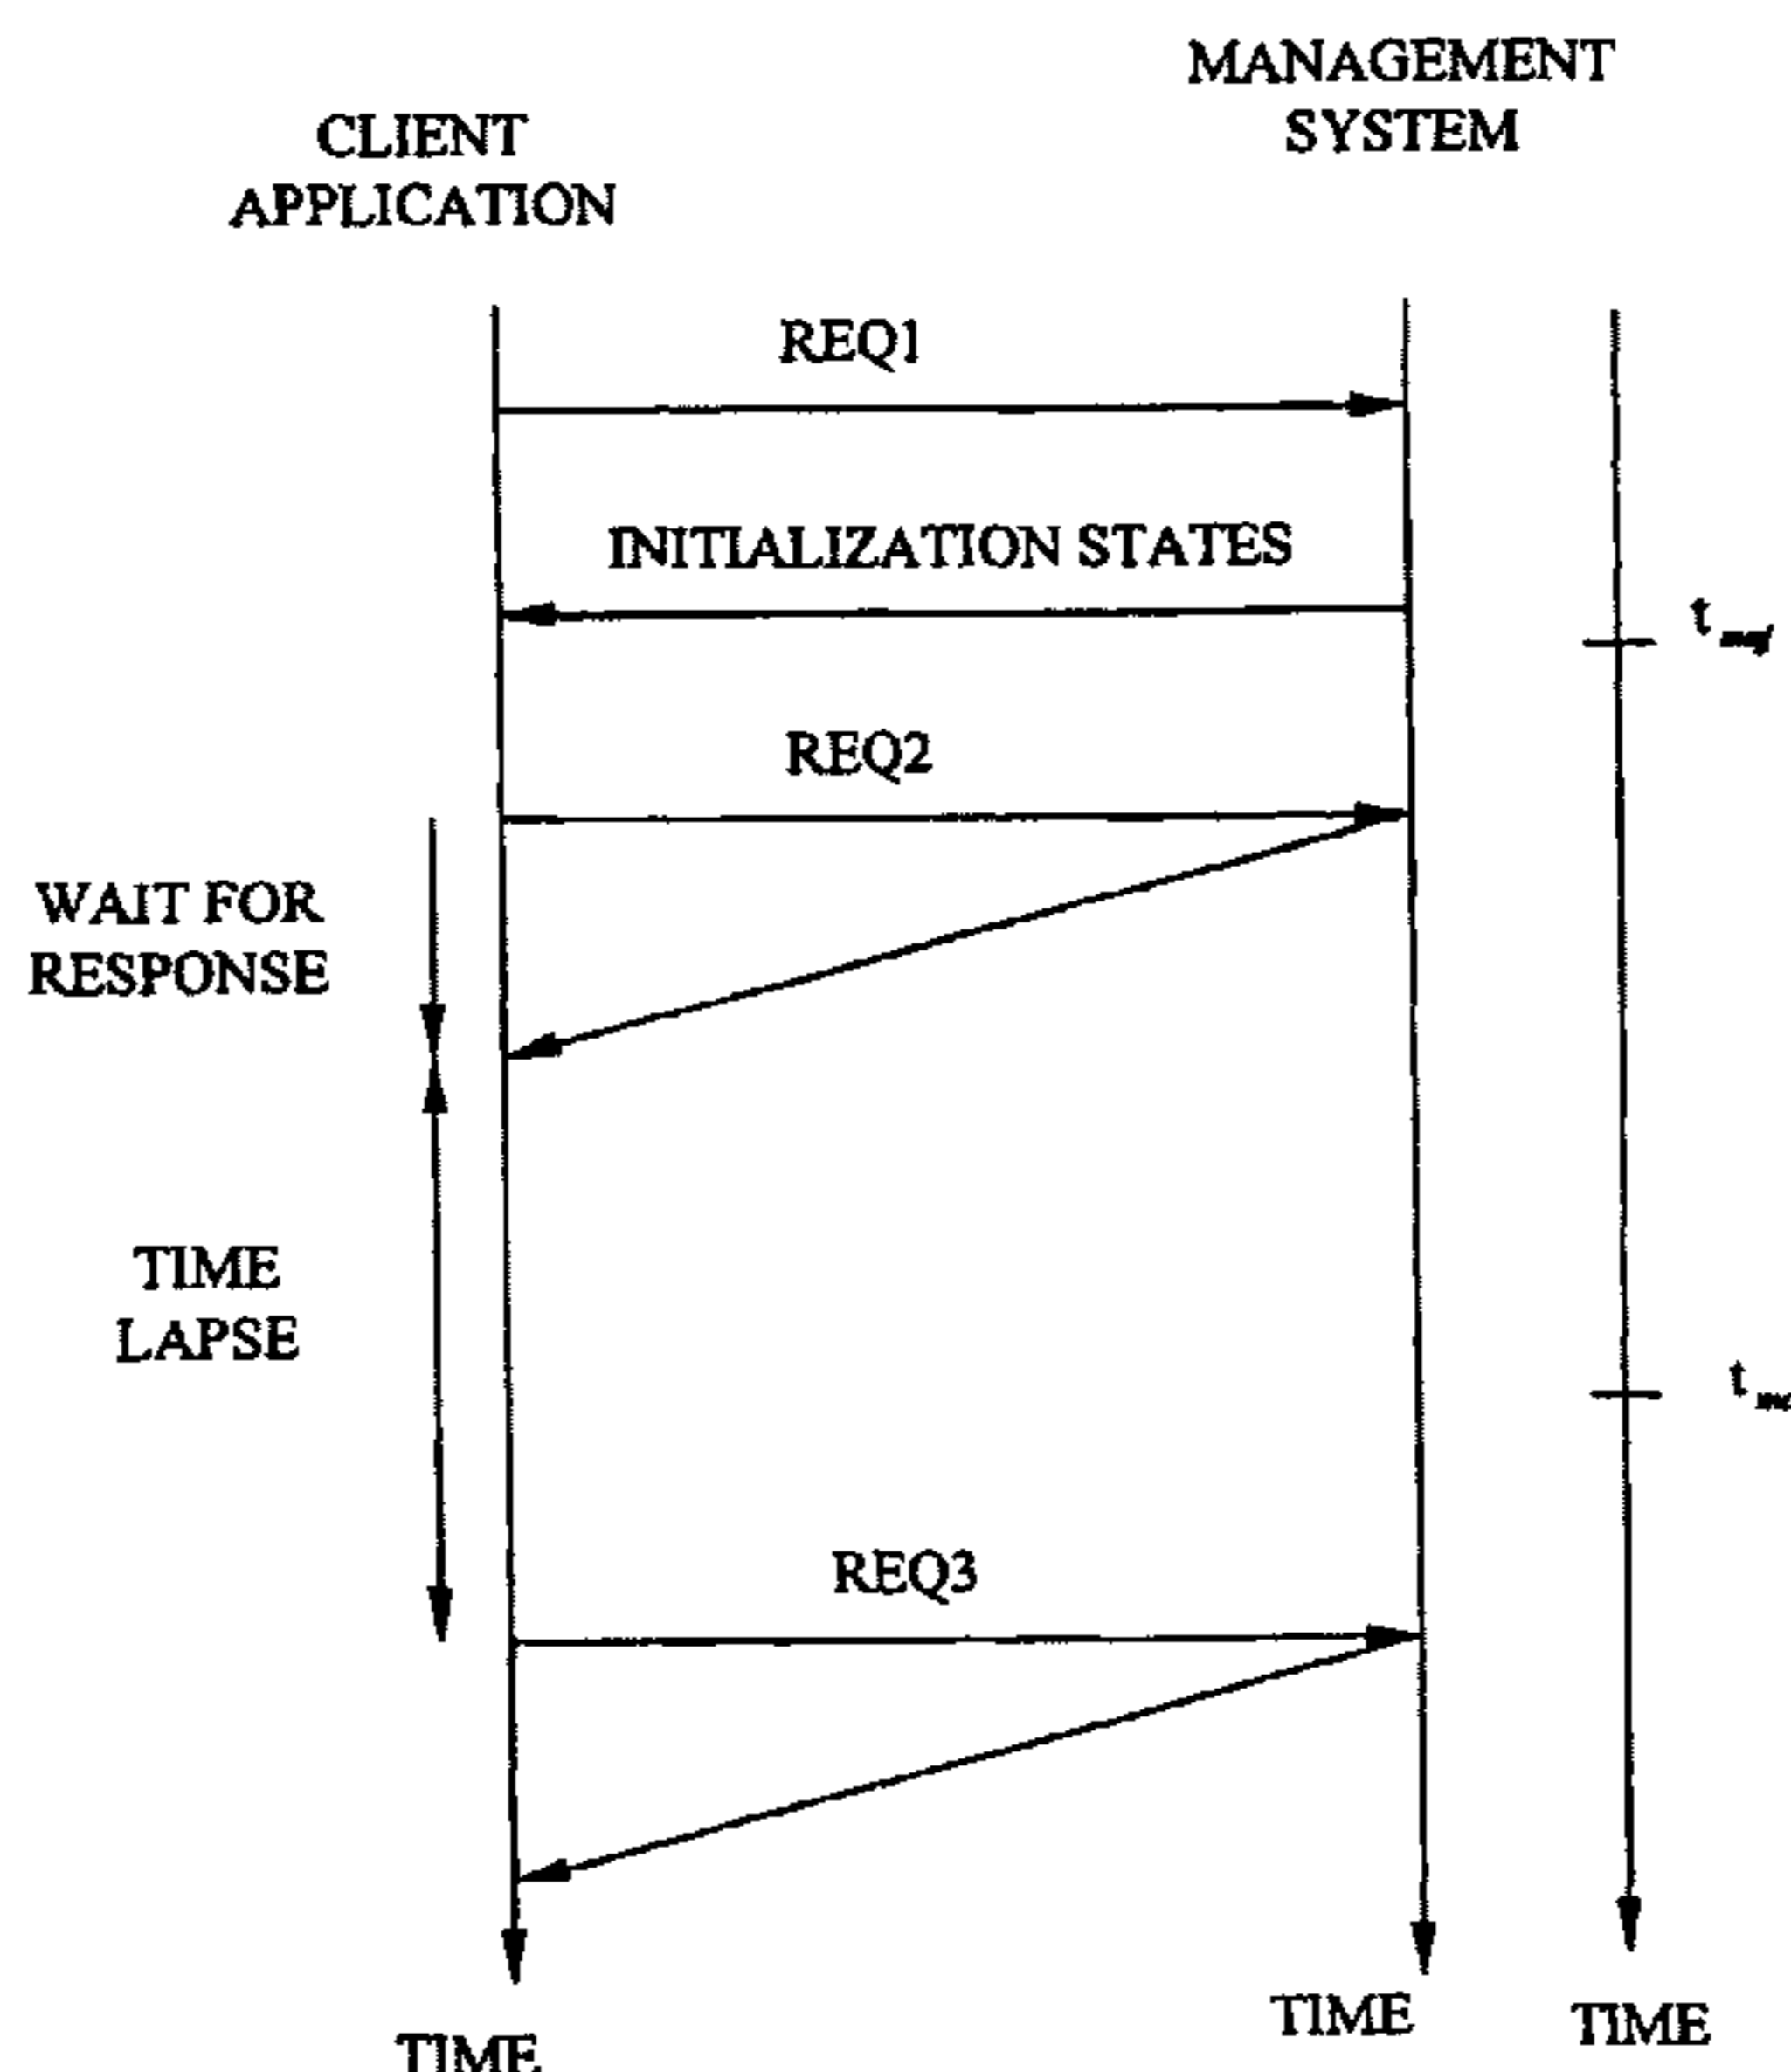 MANAGEMENT
SYSTEM
CLIENT
APPLICATION
REQ1
INITIALIZATION STATES
t
REQ2
WAIT FOR
RESPONSE
TIME
LAPSE
t
REQ3
TIME
TIME
TIME